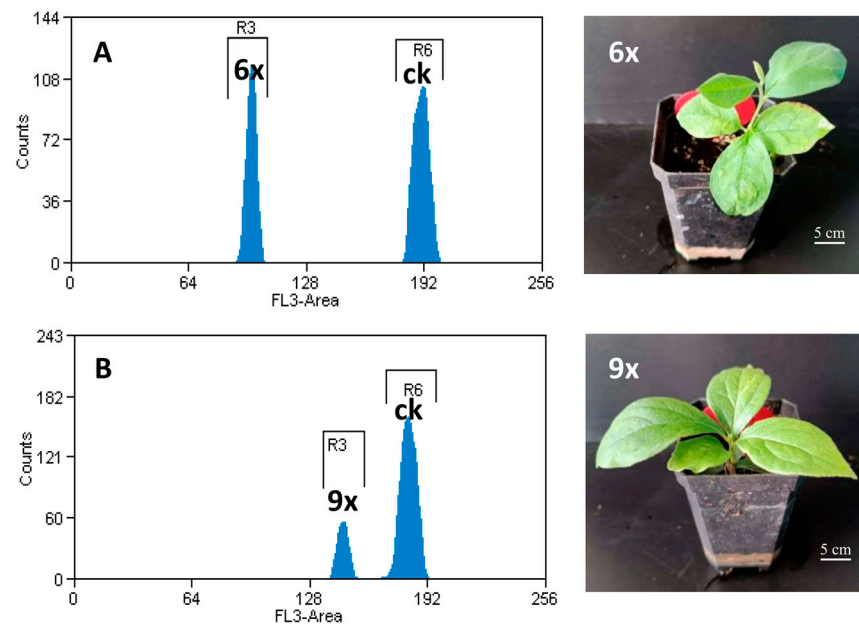 144
108
72
36
0
Counts
A
R3
6x
R6
ck
0 64 128 192 256
FL3-Area
6x
5 cm
243
182
121
60
0
Counts
B
R3
9x
R6
ck
0 64 128 192 256
FL3-Area
9x
5 cm